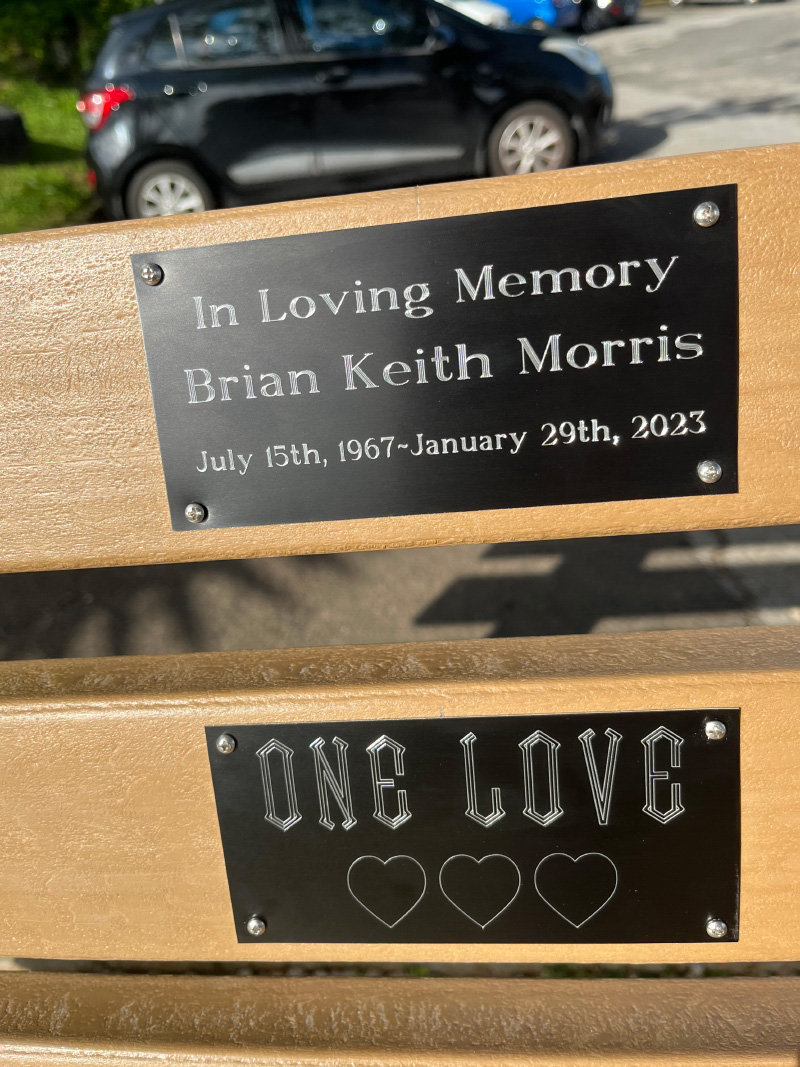 In Loving Memory
Brian Keith Morris
July 15th, 1967~January 29th, 2023
ONE LOVE